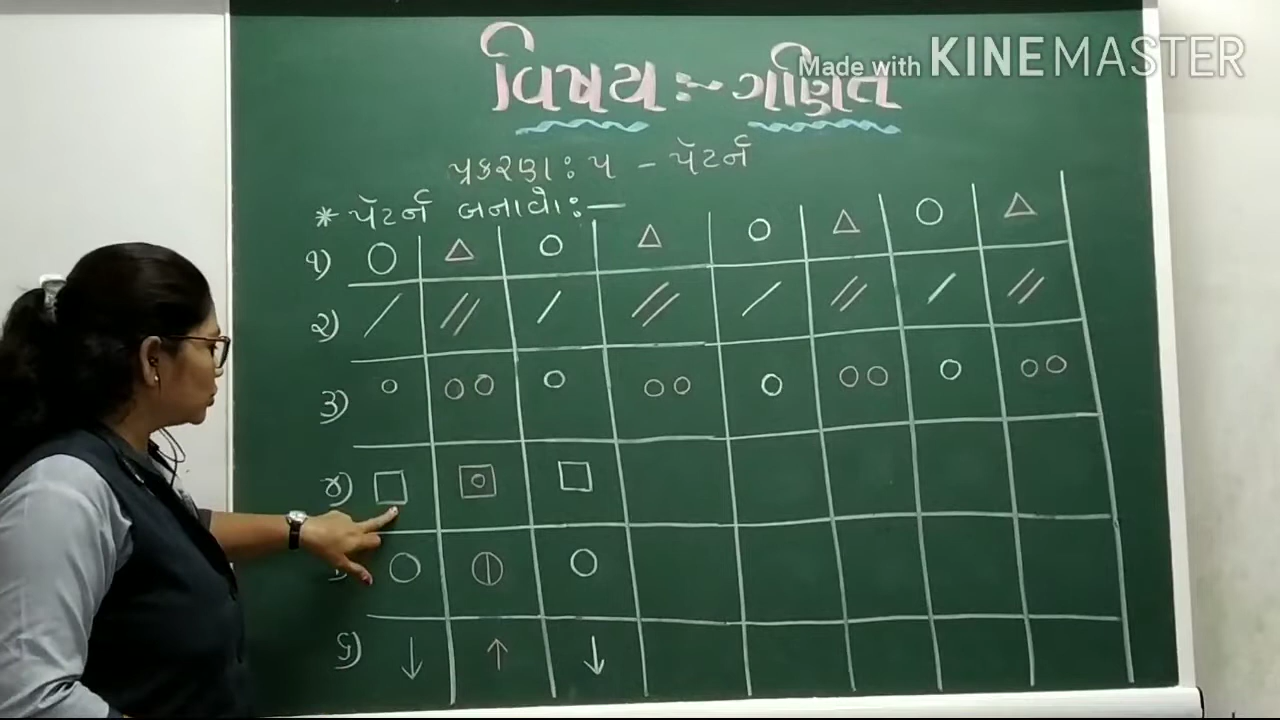 વિષય :- ગણિત
Made with KINEMASTER
પ્રકરણ : ૫ - પૅટર્ન
* પૅટર્ન બનાવો :-
૧)
૨)
૩)
૪)
૬)